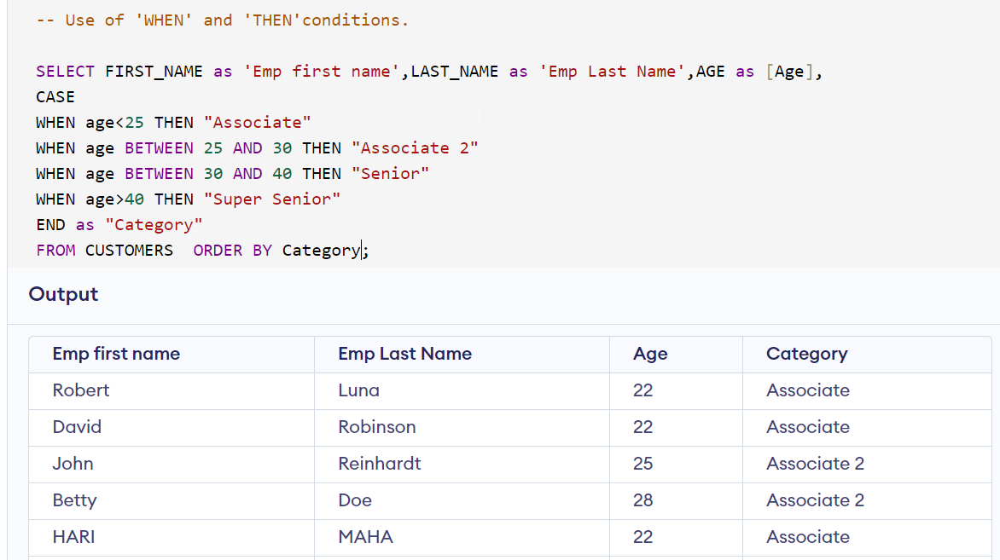 -- Use of 'WHEN' and 'THEN'conditions.
SELECT FIRST_NAME as 'Emp first name',LAST_NAME as 'Emp Last Name',AGE as [Age],
CASE
WHEN age<25 THEN "Associate"
WHEN age BETWEEN 25 AND 30 THEN "Associate 2"
WHEN age BETWEEN 30 AND 40 THEN "Senior"
WHEN age>40 THEN "Super Senior"
END as "Category"
FROM CUSTOMERS  ORDER BY Category;
Output
Emp first name Emp Last Name Age Category
Robert Luna 22 Associate
David Robinson 22 Associate
John Reinhardt 25 Associate 2
Betty Doe 28 Associate 2
HARI MAHA 22 Associate